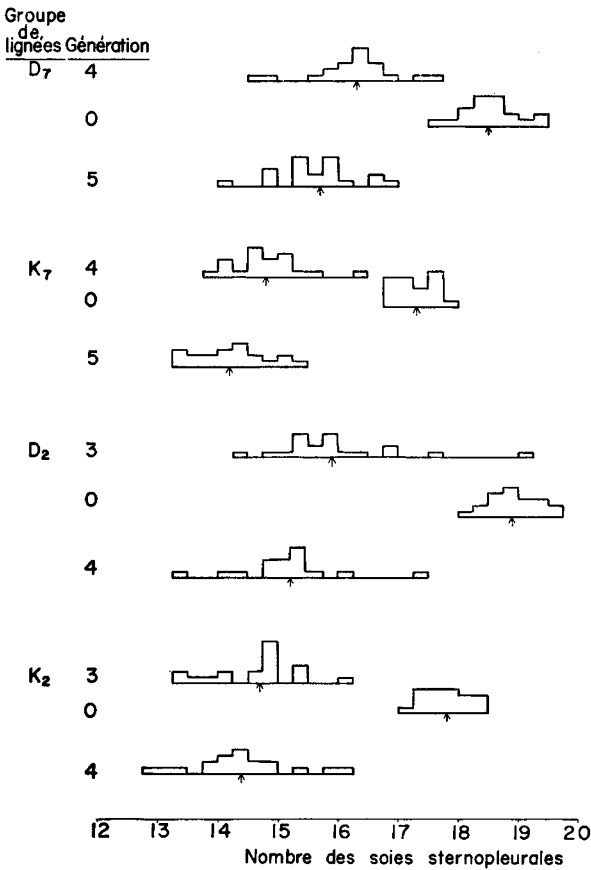 Groupe
de
lignées Génération
D7 4
0
5
K7 4
0
5
D2 3
0
4
K2 3
0
4
12 13 14 15 16 17 18 19 20
Nombre des soies sternopleurales